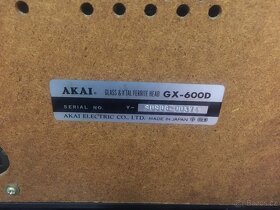 AKAI. GLASS & X'TAL FERRITE HEAD GX-600D
SERIAL NO. V-
AKAI ELECTRIC CO., LTD. MADE IN JAPAN